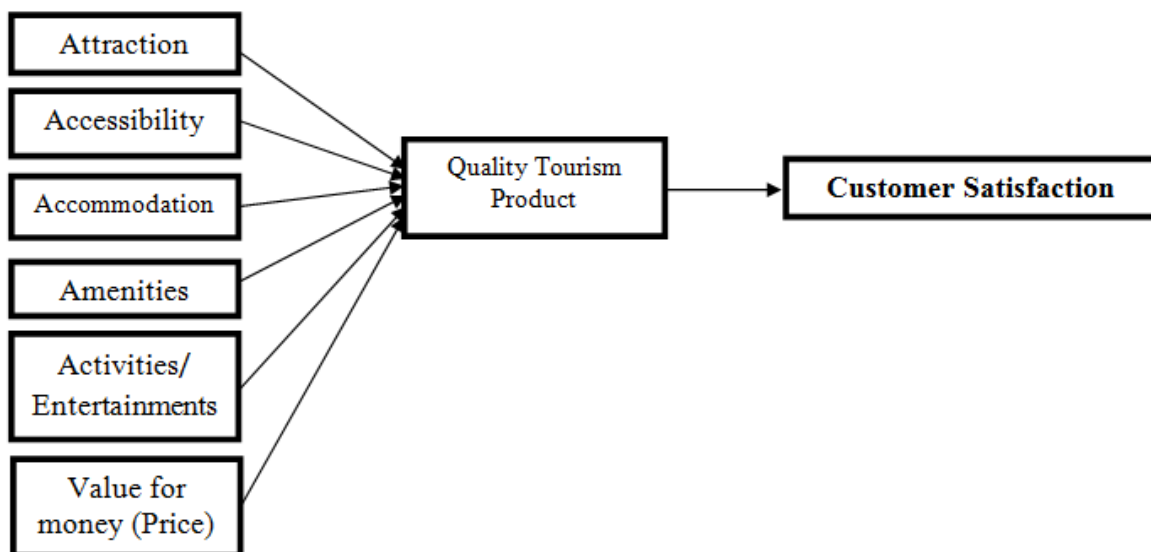 Attraction
Accessibility
Accommodation
Amenities
Activities/
Entertainments
Value for
money (Price)
Quality Tourism
Product
Customer Satisfaction